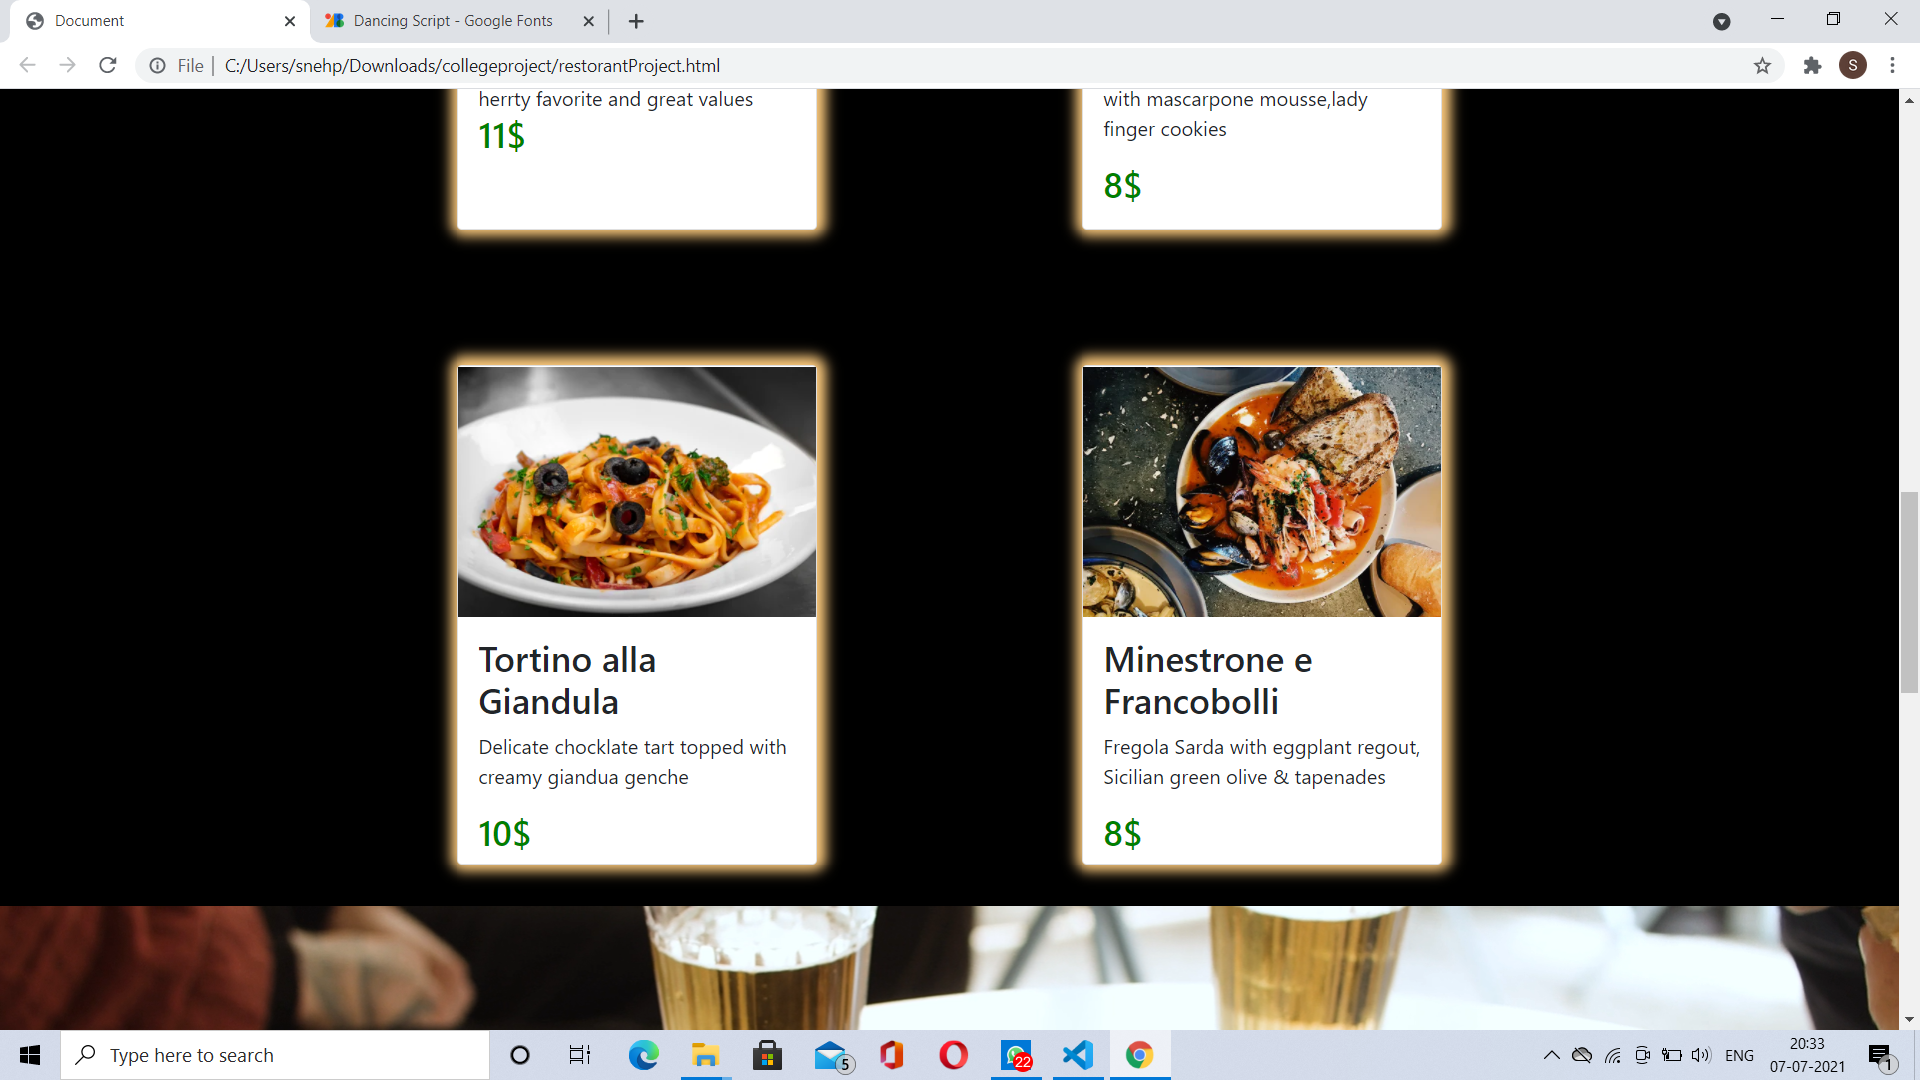 Document
Dancing Script - Google Fonts
File
C:/Users/snehp/Downloads/collegeproject/restorantProject.html
S
herrty favorite and great values
11$
with mascarpone mousse,lady
finger cookies
8$
Tortino alla
Giandula
Delicate chocklate tart topped with
creamy giandua genche
10$
Minestrone e
Francobolli
Fregola Sarda with eggplant regout,
Sicilian green olive & tapenades
8$
Type here to search
5
22
ENG
20:33
07-07-2021
1